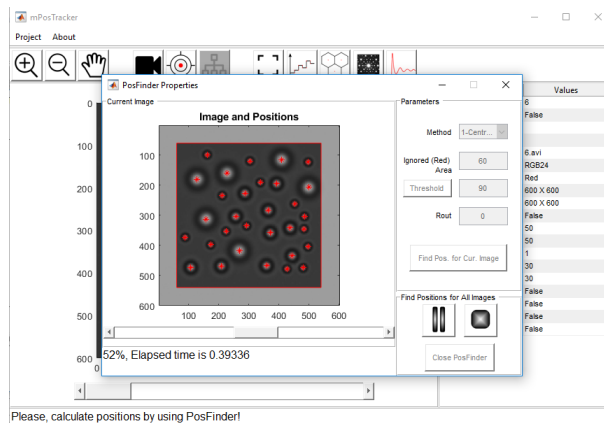 mPosTracker
Project About
PosFinder Properties
Current Image
Image and Positions
100
200
300
400
500
600
100 200 300 400 500 600
52%, Elapsed time is 0.39336
Parameters
Method 1-Centr...
Ignored (Red) Area 60
Threshold 90
Rout 0
Find Pos. for Cur. Image
Find Positions for All Images
Close PosFinder
0
100
200
300
400
500
600
0
Values
6
False
6.avi
RGB24
Red
600 X 600
600 X 600
False
50
50
1
30
30
False
False
False
False
Please, calculate positions by using PosFinder!